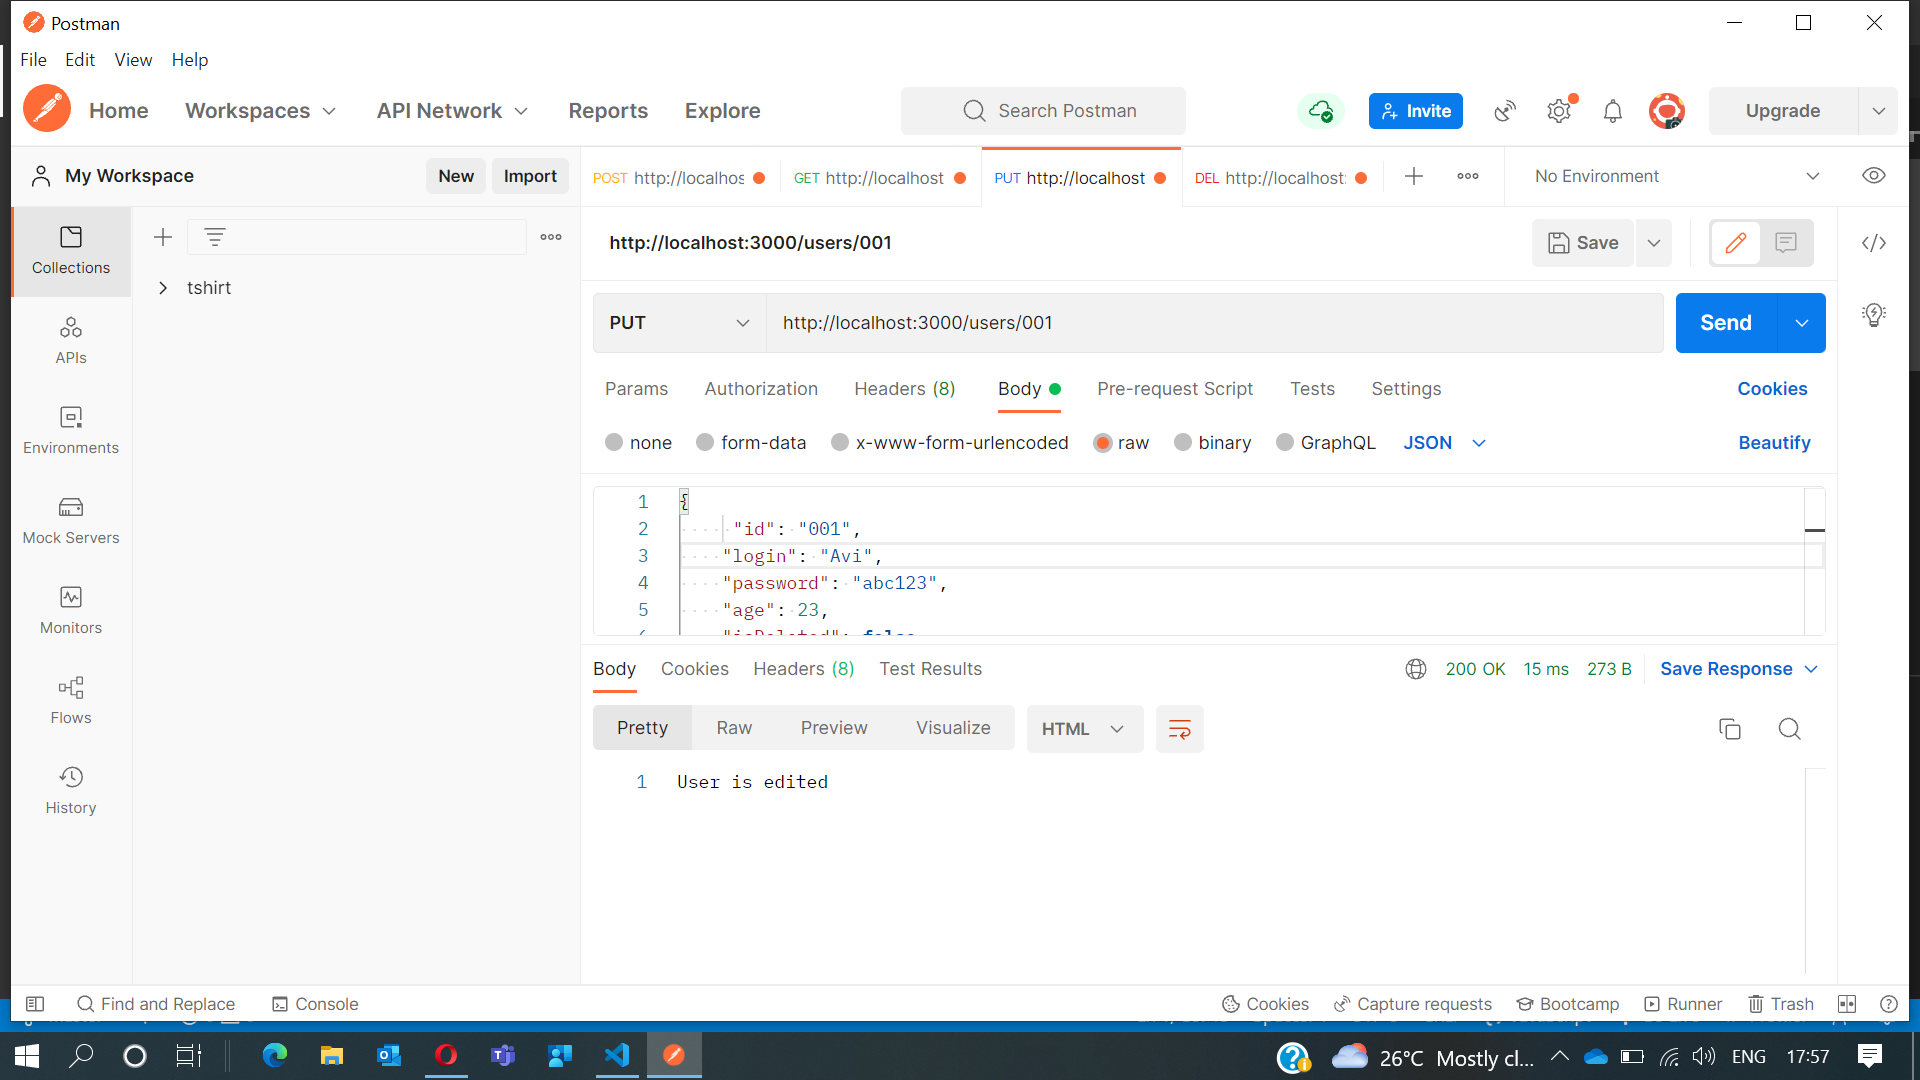 Postman
File Edit View Help
Home Workspaces API Network Reports Explore Search Postman Invite Upgrade
My Workspace New Import POST http://localhos GET http://localhost PUT http://localhost DEL http://localhost: No Environment
http://localhost:3000/users/001 Save
Collections
tshirt
PUT http://localhost:3000/users/001 Send
APIs
Params Authorization Headers (8) Body Pre-request Script Tests Settings Cookies
Environments
none form-data x-www-form-urlencoded raw binary GraphQL JSON Beautify
1 {
2 "id": "001",
3 "login": "Avi",
4 "password": "abc123",
5 "age": 23,
6 "isDeleted": false
Mock Servers
Monitors
Flows
History
Body Cookies Headers (8) Test Results 200 OK 15 ms 273 B Save Response
Pretty Raw Preview Visualize HTML
1 User is edited
Find and Replace Console Cookies Capture requests Bootcamp Runner Trash
26°C Mostly cl... ENG 17:57